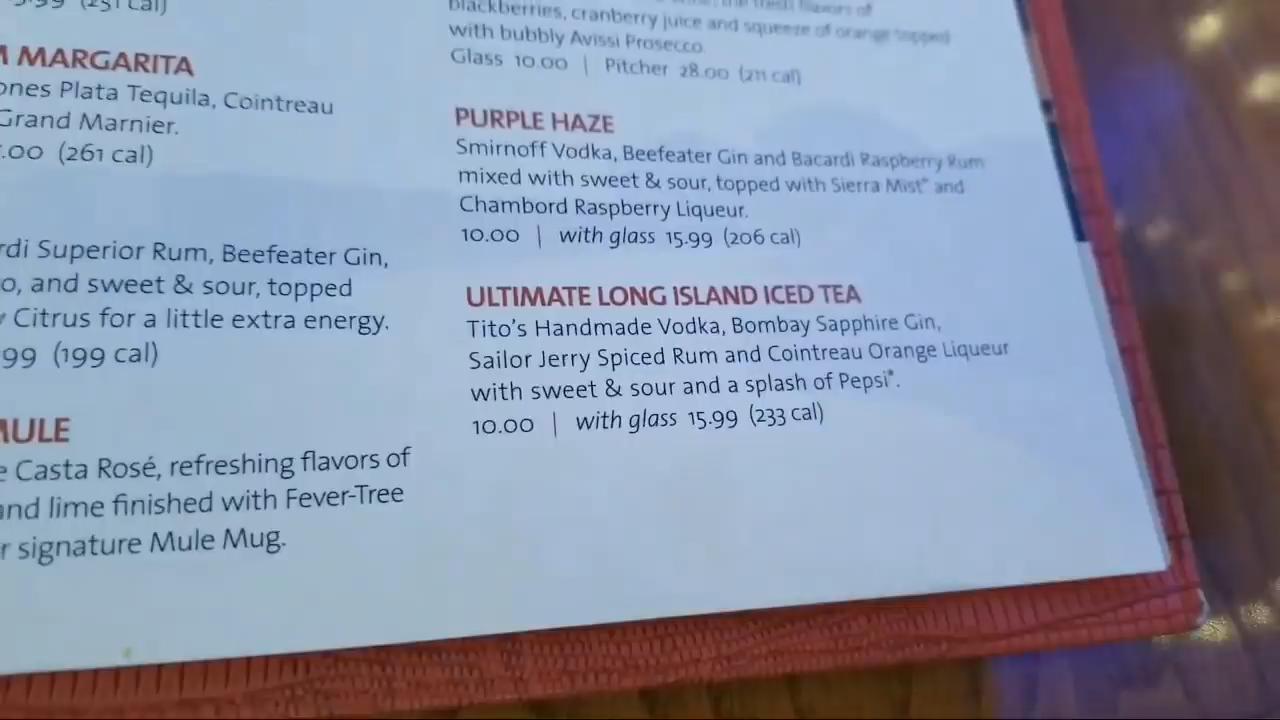 (251 cal)
MARGARITA
ones Plata Tequila, Cointreau
Grand Marnier.
.00 (261 cal)
rdi Superior Rum, Beefeater Gin,
o, and sweet & sour, topped
Citrus for a little extra energy.
99 (199 cal)
MULE
e Casta Rosé, refreshing flavors of
and lime finished with Fever-Tree
r signature Mule Mug.
flavors of
blackberries, cranberry juice and squeeze of orange topped
with bubbly Avissi Prosecco.
Glass 10.00 | Pitcher 28.00 (211 cal)
PURPLE HAZE
Smirnoff Vodka, Beefeater Gin and Bacardi Raspberry Rum
mixed with sweet & sour, topped with Sierra Mist® and
Chambord Raspberry Liqueur.
10.00 | with glass 15.99 (206 cal)
ULTIMATE LONG ISLAND ICED TEA
Tito's Handmade Vodka, Bombay Sapphire Gin,
Sailor Jerry Spiced Rum and Cointreau Orange Liqueur
with sweet & sour and a splash of Pepsi®.
10.00 | with glass 15.99 (233 cal)